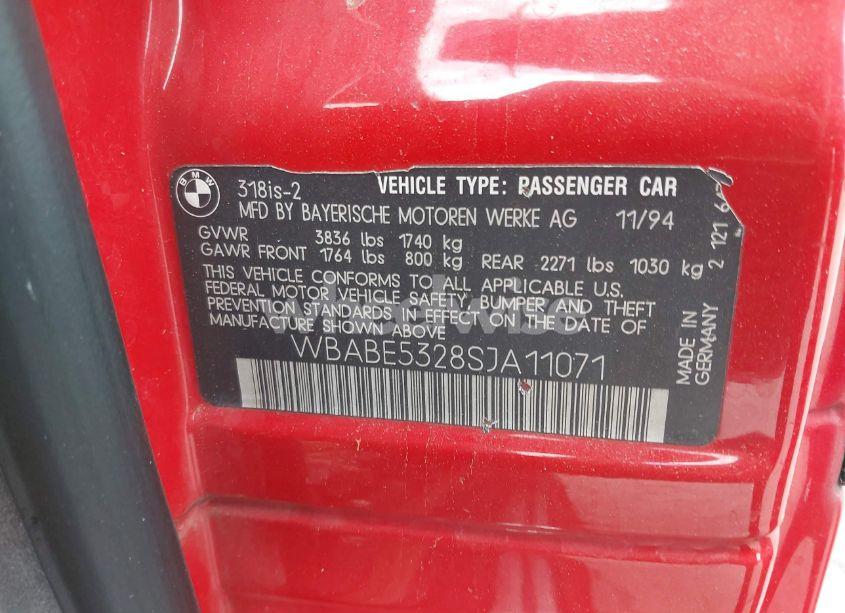 BMW
318is-2 VEHICLE TYPE: PASSENGER CAR
MFD BY BAYERISCHE MOTOREN WERKE AG 11/94
GVWR 3836 lbs 1740 kg
GAWR FRONT 1764 lbs 800 kg REAR 2271 lbs 1030 kg
THIS VEHICLE CONFORMS TO ALL APPLICABLE U.S.
FEDERAL MOTOR VEHICLE SAFETY, BUMPER AND THEFT
PREVENTION STANDARDS IN EFFECT ON THE DATE OF
MANUFACTURE SHOWN ABOVE
WBABE5328SJA11071
MADE IN
GERMANY
2 121